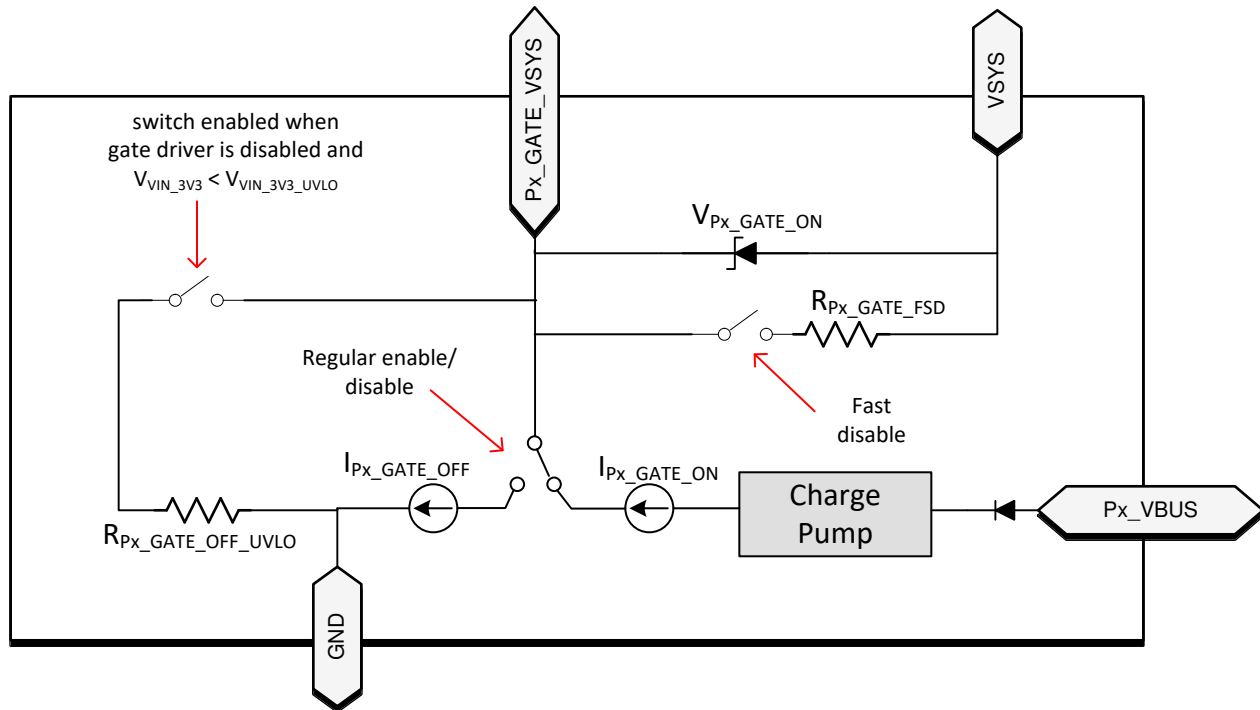 Px_GATE_VSYS
VSYS
switch enabled when
gate driver is disabled and
VVIN_3V3 < VVIN_3V3_UVLO
VPx_GATE_ON
RPx_GATE_FSD
Regular enable/
disable
Fast
disable
IPx_GATE_OFF
IPx_GATE_ON
Charge
Pump
Px_VBUS
RPx_GATE_OFF_UVLO
GND